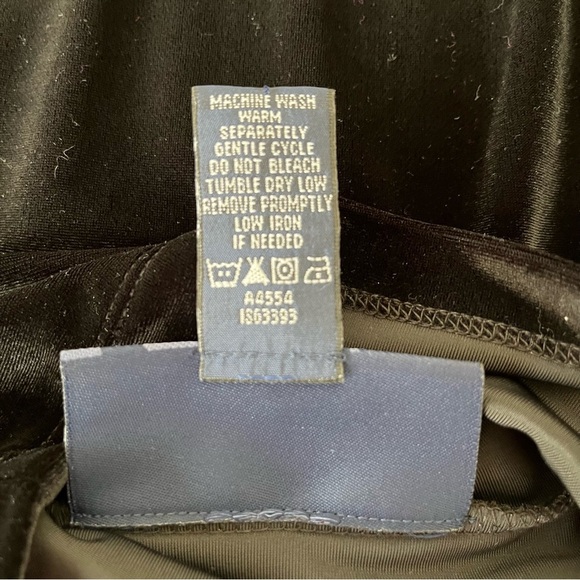 MACHINE WASH
WARM
SEPARATELY
GENTLE CYCLE
DO NOT BLEACH
TUMBLE DRY LOW
REMOVE PROMPTLY
LOW IRON
IF NEEDED
A4554
1S63393